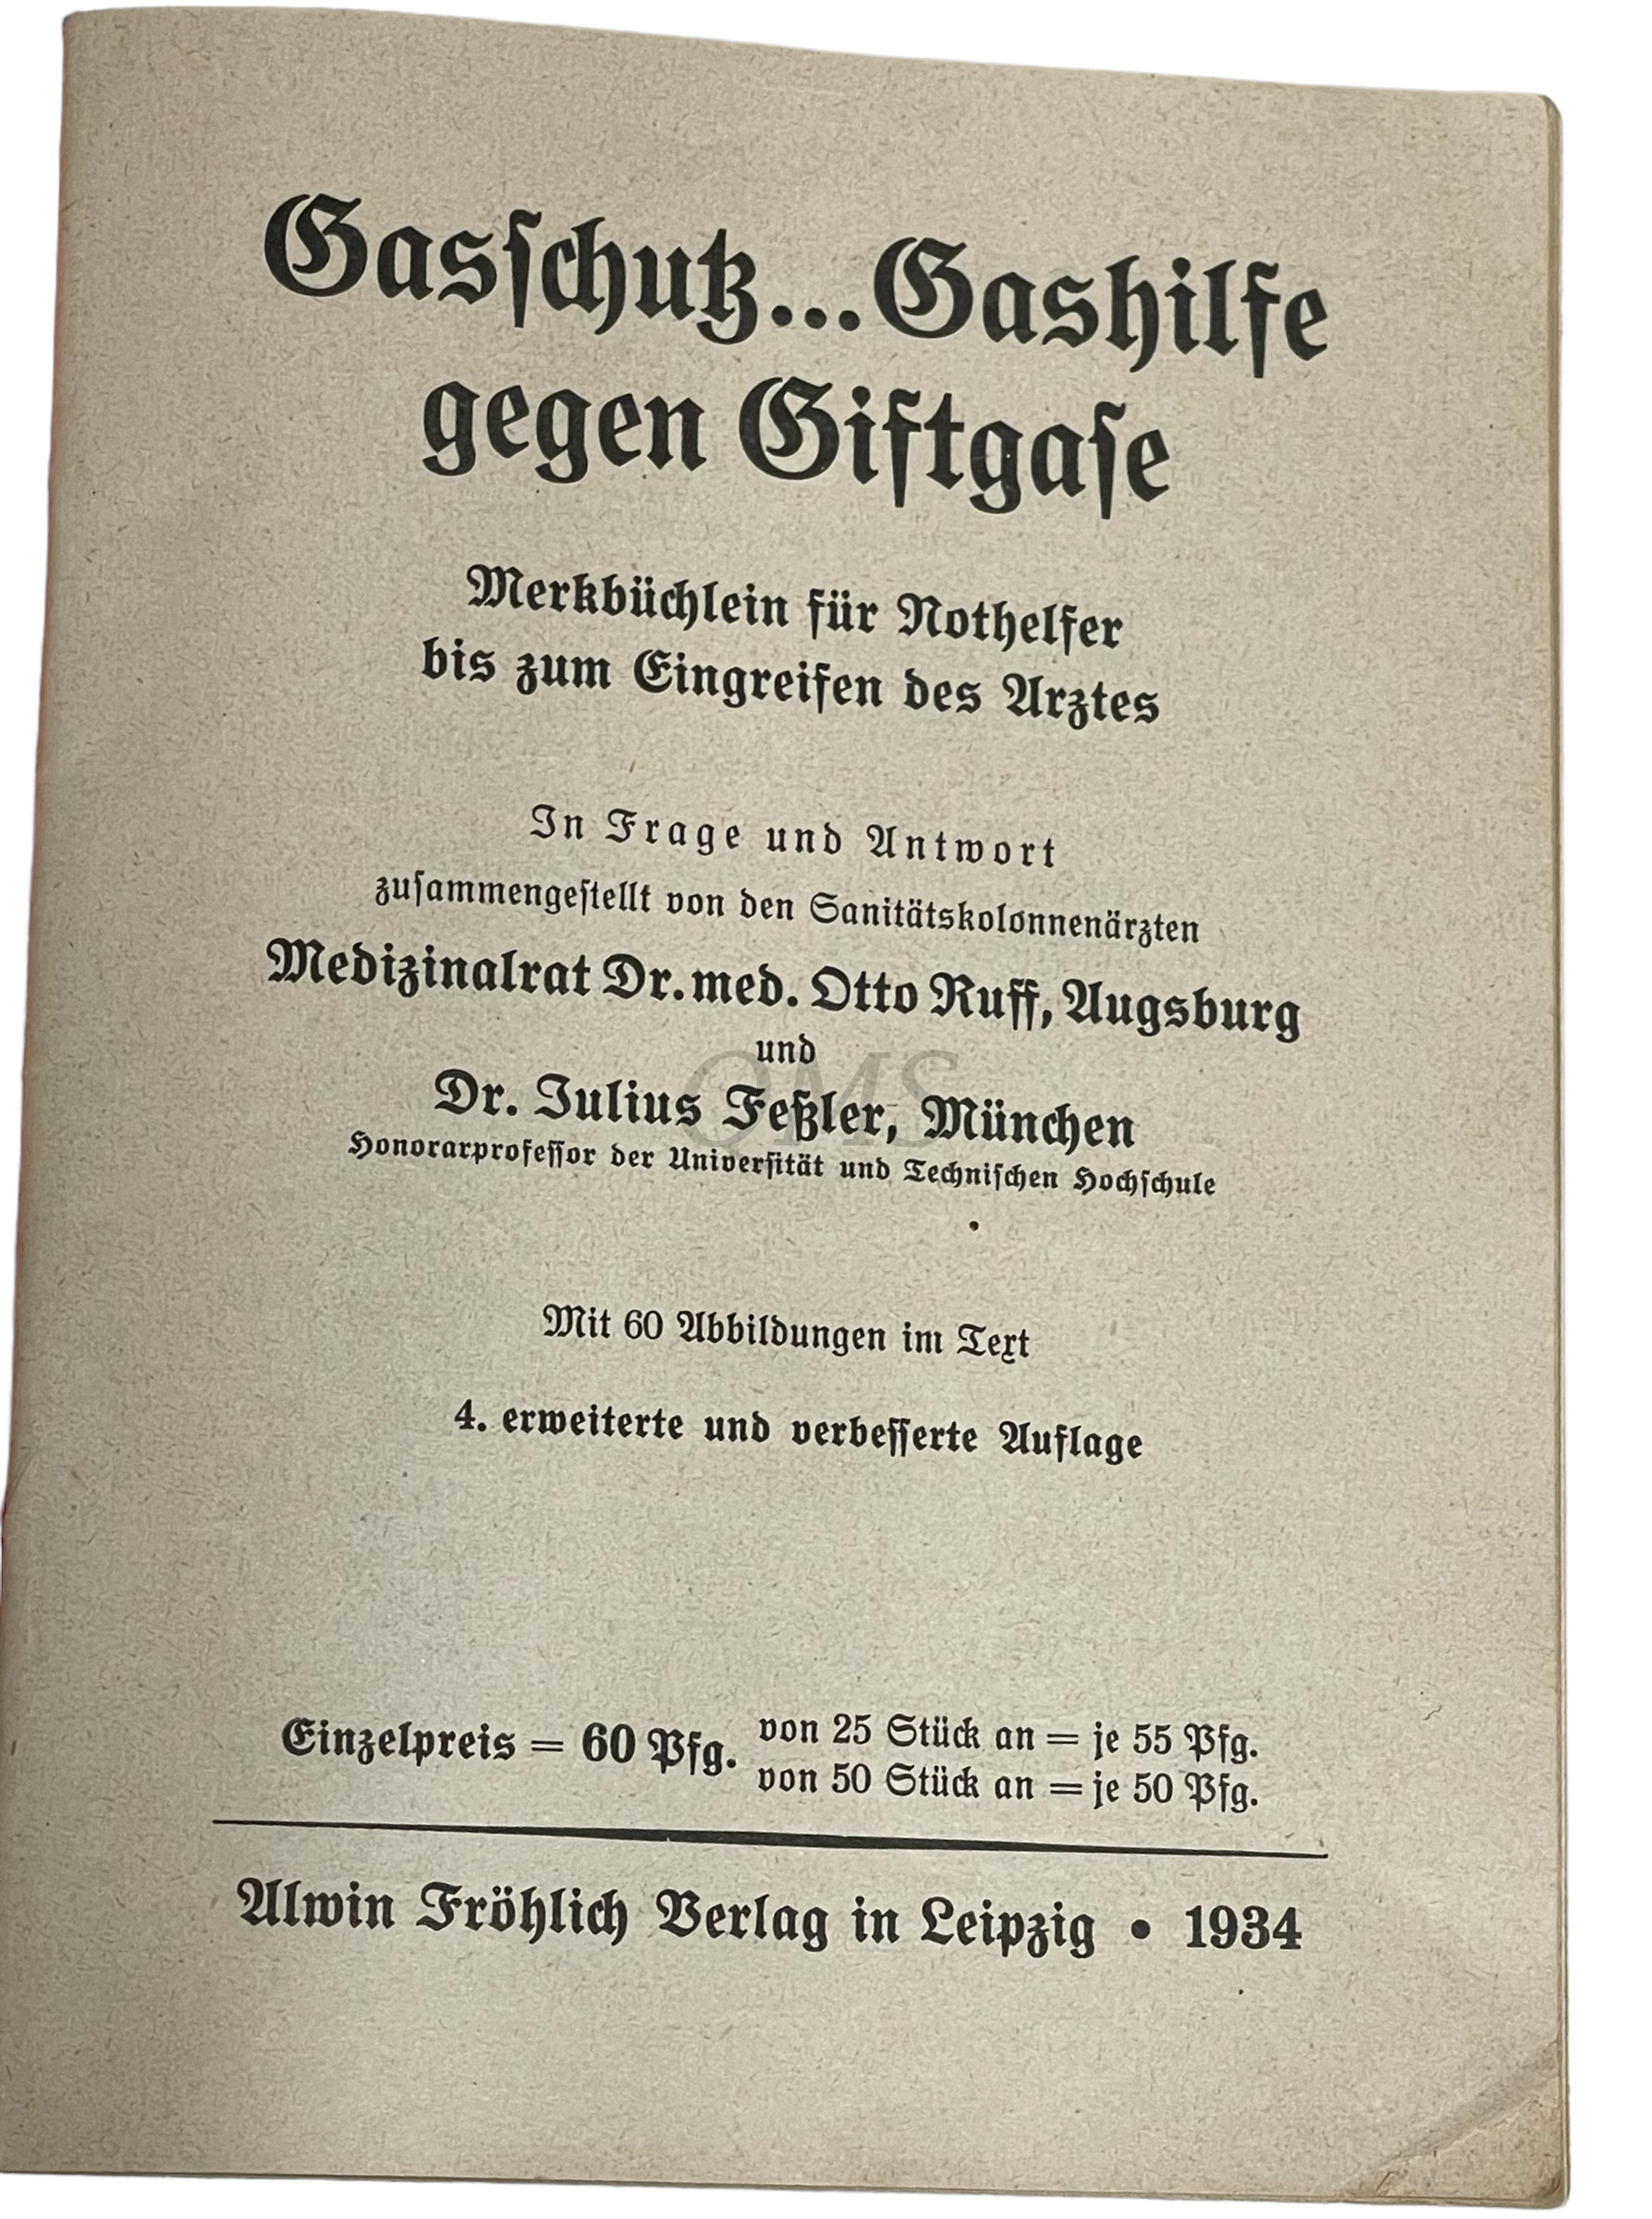 Gasſchutz...Gashilfe
gegen Giftgaſe
Merkbüchlein für Nothelfer
bis zum Eingreifen des Arztes
In Frage und Antwort
zuſammengeſtellt von den Sanitätskolonnenärzten
Medizinalrat Dr. med. Otto Ruff, Augsburg
und
OMS
Dr. Julius Feßler, München
Honorarprofeſſor der Univerſität und Techniſchen Hochſchule
Mit 60 Abbildungen im Text
4. erweiterte und verbeſſerte Auflage
Einzelpreis = 60 Pfg. von 25 Stück an = je 55 Pfg.
von 50 Stück an = je 50 Pfg.
Alwin Fröhlich Verlag in Leipzig • 1934